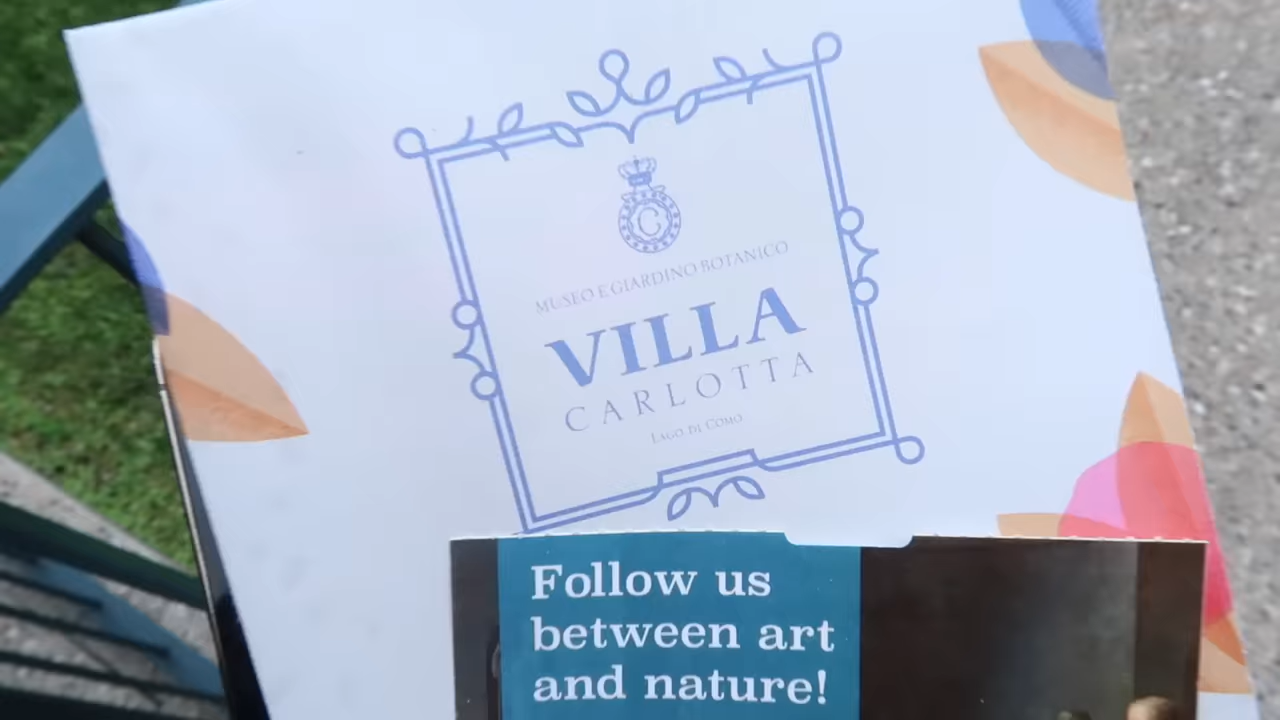 C
MUSEO E GIARDINO BOTANICO
VILLA
CARLOTTA
LAGO DI COMO
Follow us
between art
and nature!